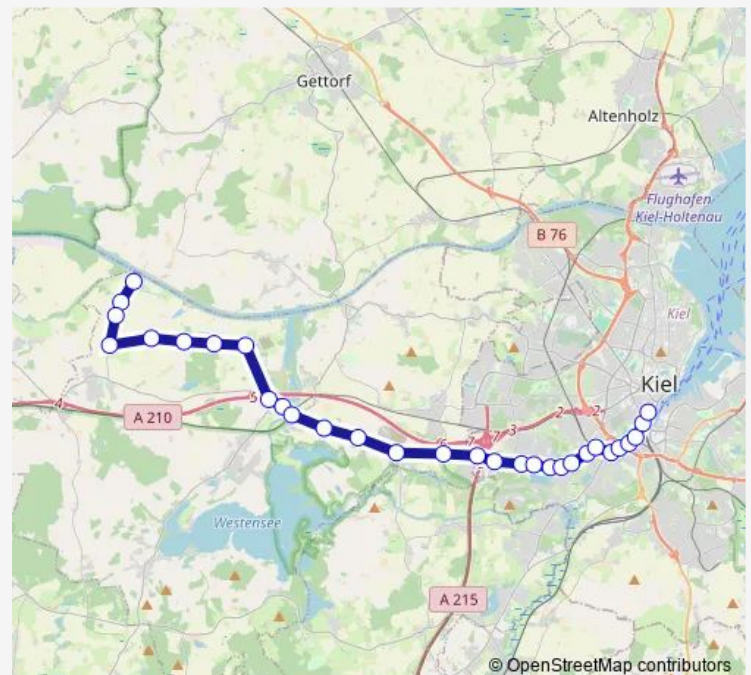 Gettorf
Altenholz
Flughafen
Kiel-Holtenau
B 76
Kiel
Kiel
5
4
A 210
2
2
3
7
7
6
Westensee
A 215
© OpenStreetMap contributors